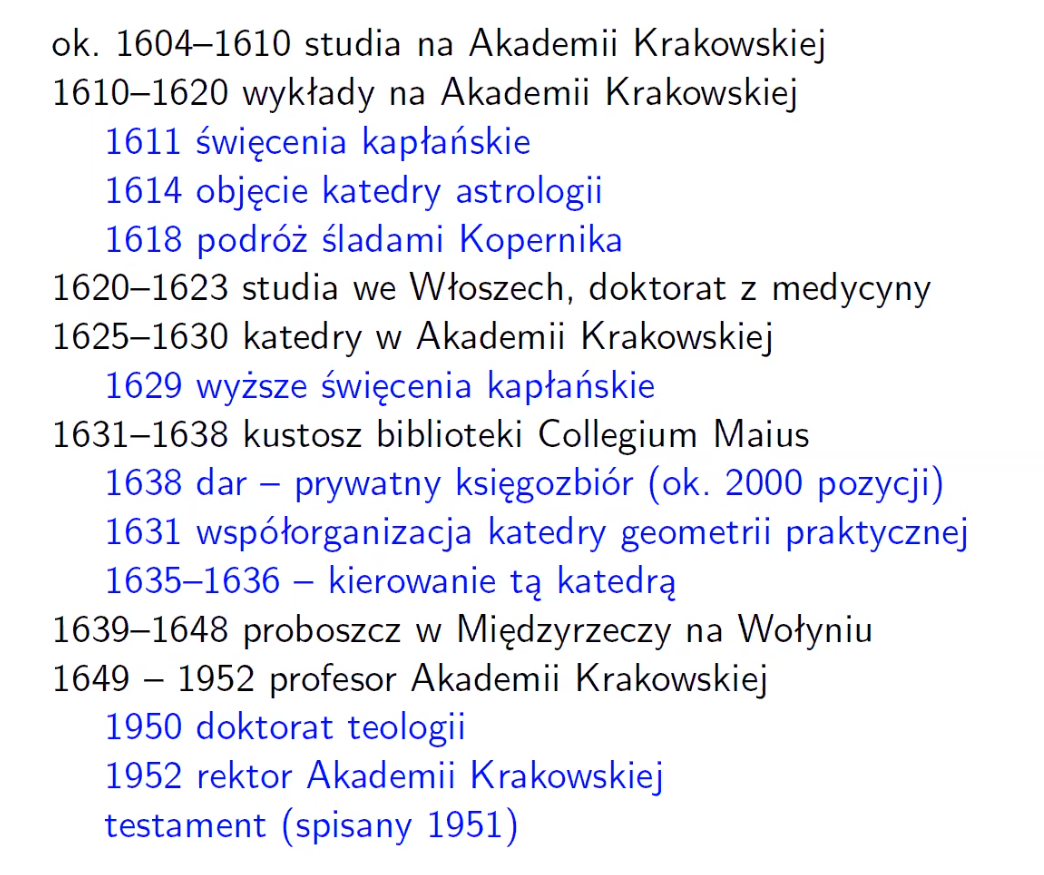 ok. 1604–1610 studia na Akademii Krakowskiej
1610–1620 wykłady na Akademii Krakowskiej
1611 święcenia kapłańskie
1614 objęcie katedry astrologii
1618 podróż śladami Kopernika
1620–1623 studia we Włoszech, doktorat z medycyny
1625–1630 katedry w Akademii Krakowskiej
1629 wyższe święcenia kapłańskie
1631–1638 kustosz biblioteki Collegium Maius
1638 dar – prywatny księgozbiór (ok. 2000 pozycji)
1631 współorganizacja katedry geometrii praktycznej
1635–1636 – kierowanie tą katedrą
1639–1648 proboszcz w Międzyrzeczy na Wołyniu
1649 – 1952 profesor Akademii Krakowskiej
1950 doktorat teologii
1952 rektor Akademii Krakowskiej
testament (spisany 1951)